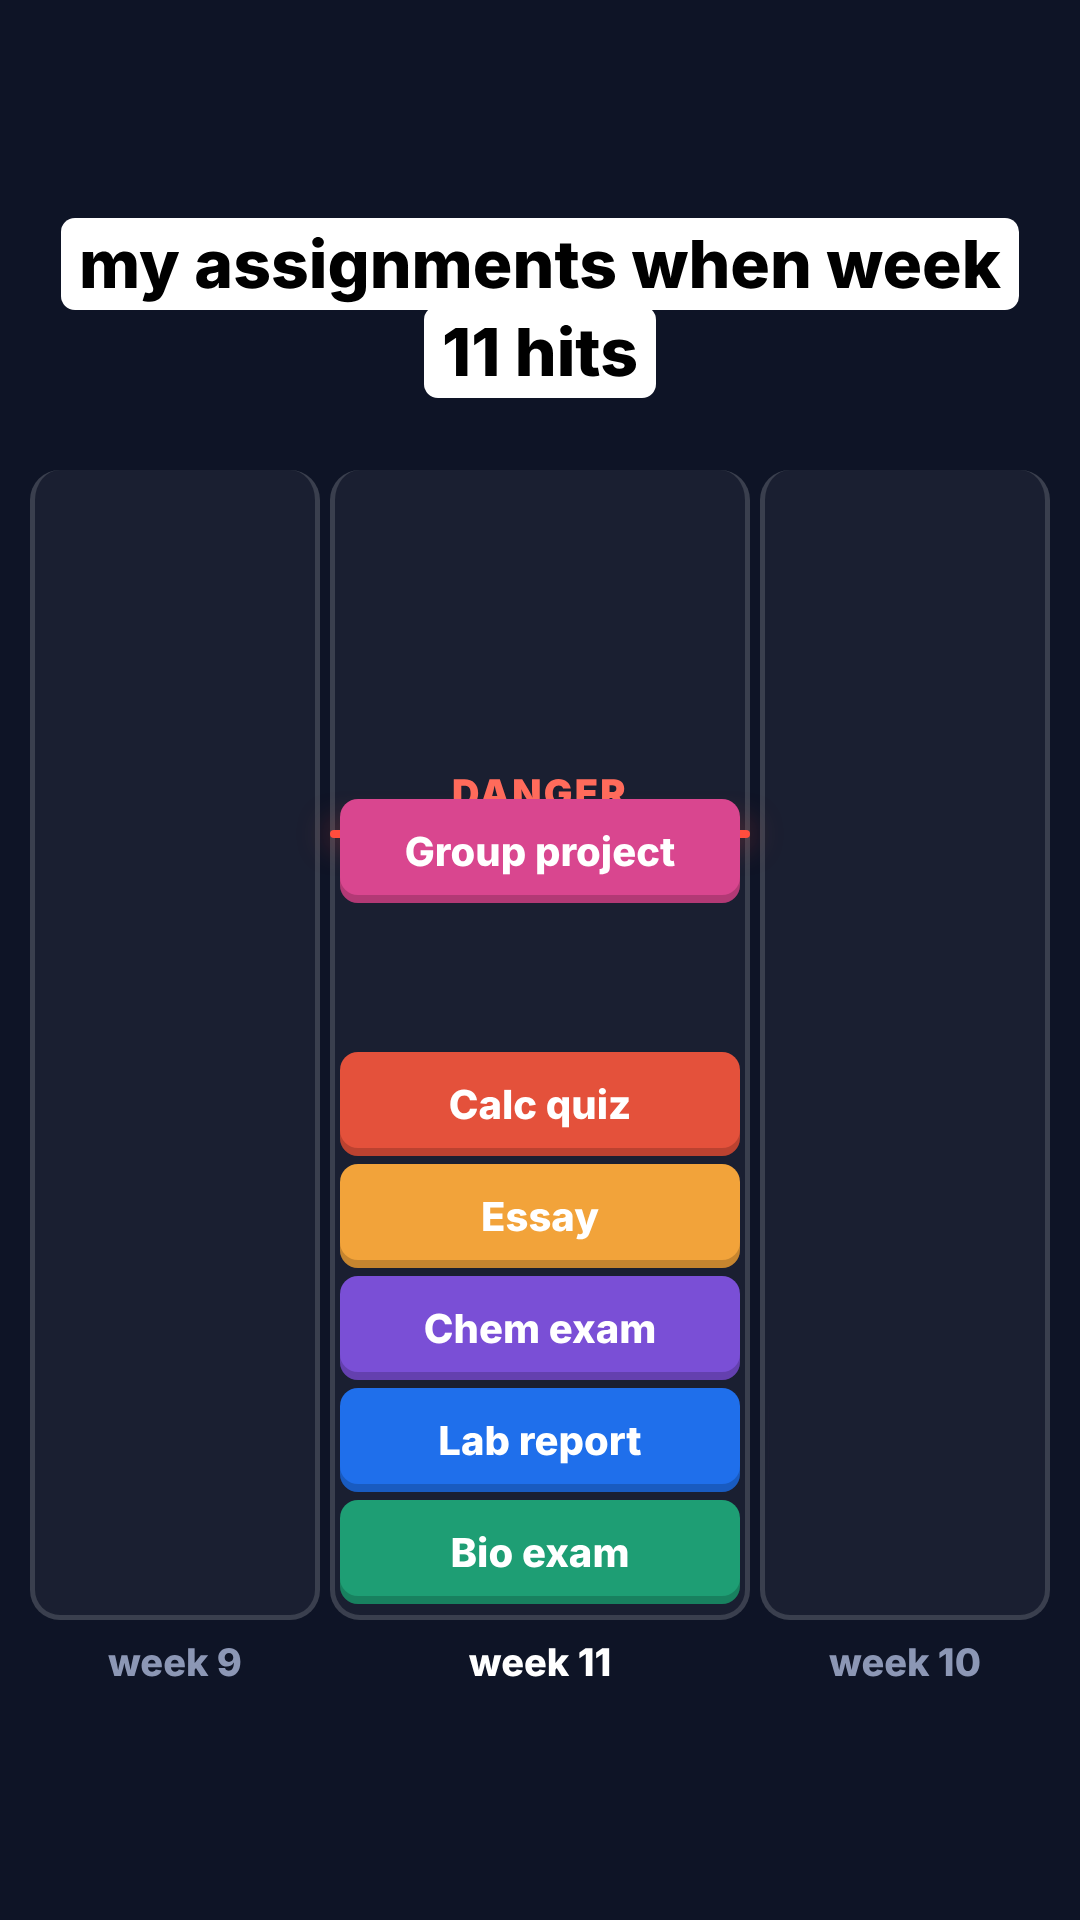 my assignments when week
11 hits
DANGER
Group project
Calc quiz
Essay
Chem exam
Lab report
Bio exam
week 9
week 11
week 10